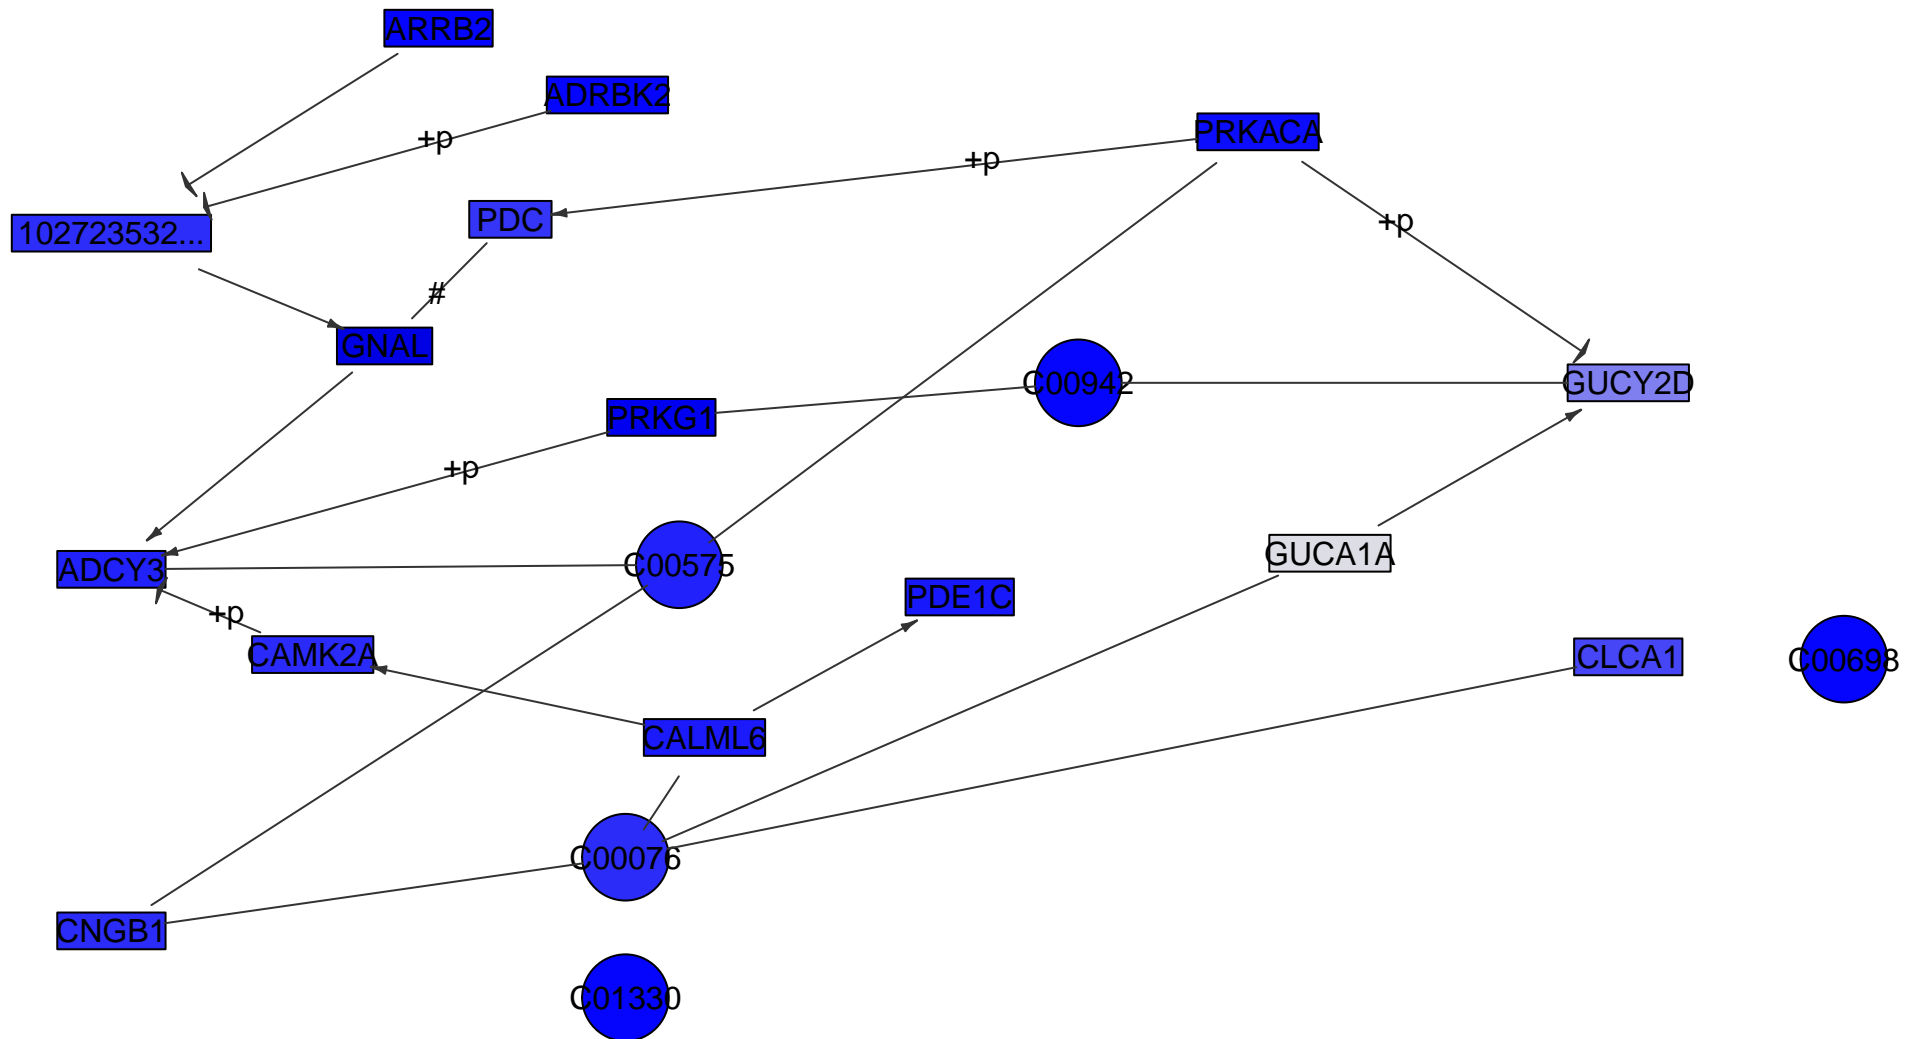 ARRB2
ADRBK2
+p
PRKACA
+p
102723532...
PDC
+p
#
GNAL
C00942
GUCY2D
PRKG1
+p
ADCY3
C00575
GUCA1A
PDE1C
+p
CAMK2A
CLCA1
C00698
CALML6
C00076
CNGB1
C01330